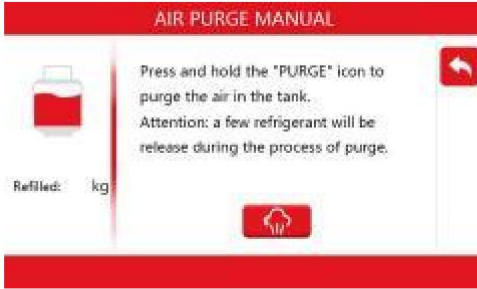 AIR PURGE MANUAL
Press and hold the "PURGE" icon to
purge the air in the tank.
Attention: a few refrigerant will be
release during the process of purge.
Refilled: kg